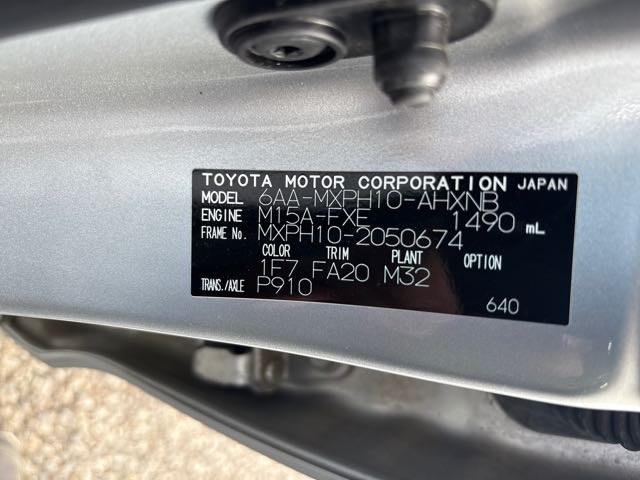 TOYOTA MOTOR CORPORATION JAPAN
MODEL 6AA-MXPH10-AHXNB
ENGINE M15A-FXE 1490 mL
FRAME No. MXPH10-2050674
COLOR TRIM PLANT OPTION
1F7 FA20 M32
TRANS./AXLE P910
640